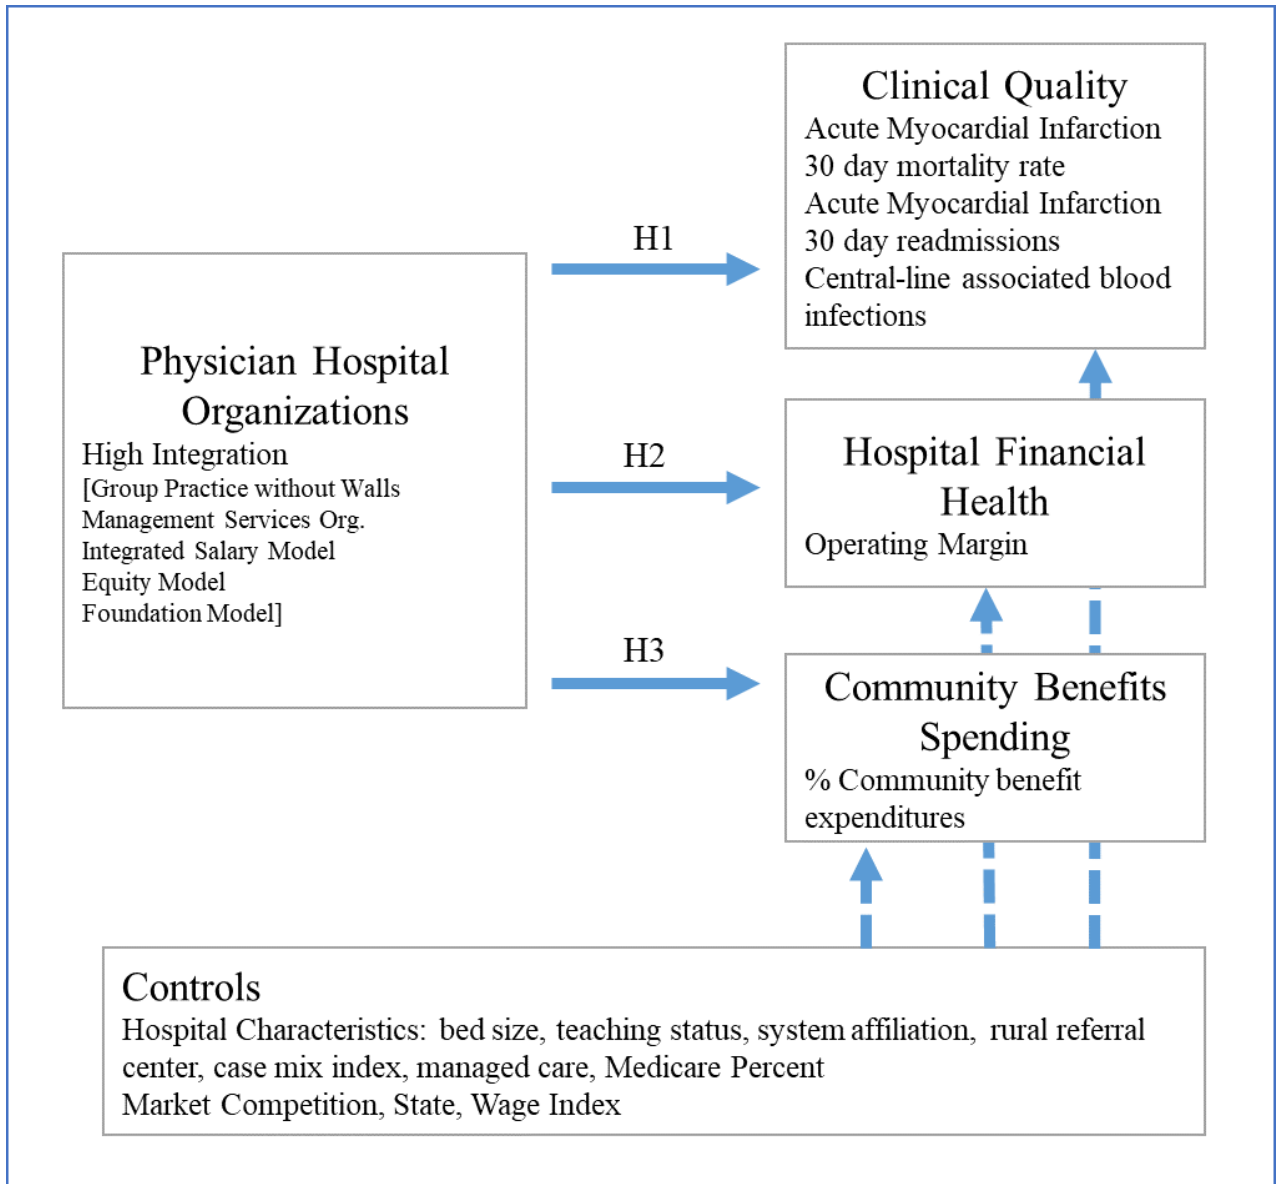 Physician Hospital
Organizations
High Integration
[Group Practice without Walls
Management Services Org.
Integrated Salary Model
Equity Model
Foundation Model]
H1
H2
H3
Clinical Quality
Acute Myocardial Infarction
30 day mortality rate
Acute Myocardial Infarction
30 day readmissions
Central-line associated blood
infections
Hospital Financial
Health
Operating Margin
Community Benefits
Spending
% Community benefit
expenditures
Controls
Hospital Characteristics: bed size, teaching status, system affiliation, rural referral
center, case mix index, managed care, Medicare Percent
Market Competition, State, Wage Index